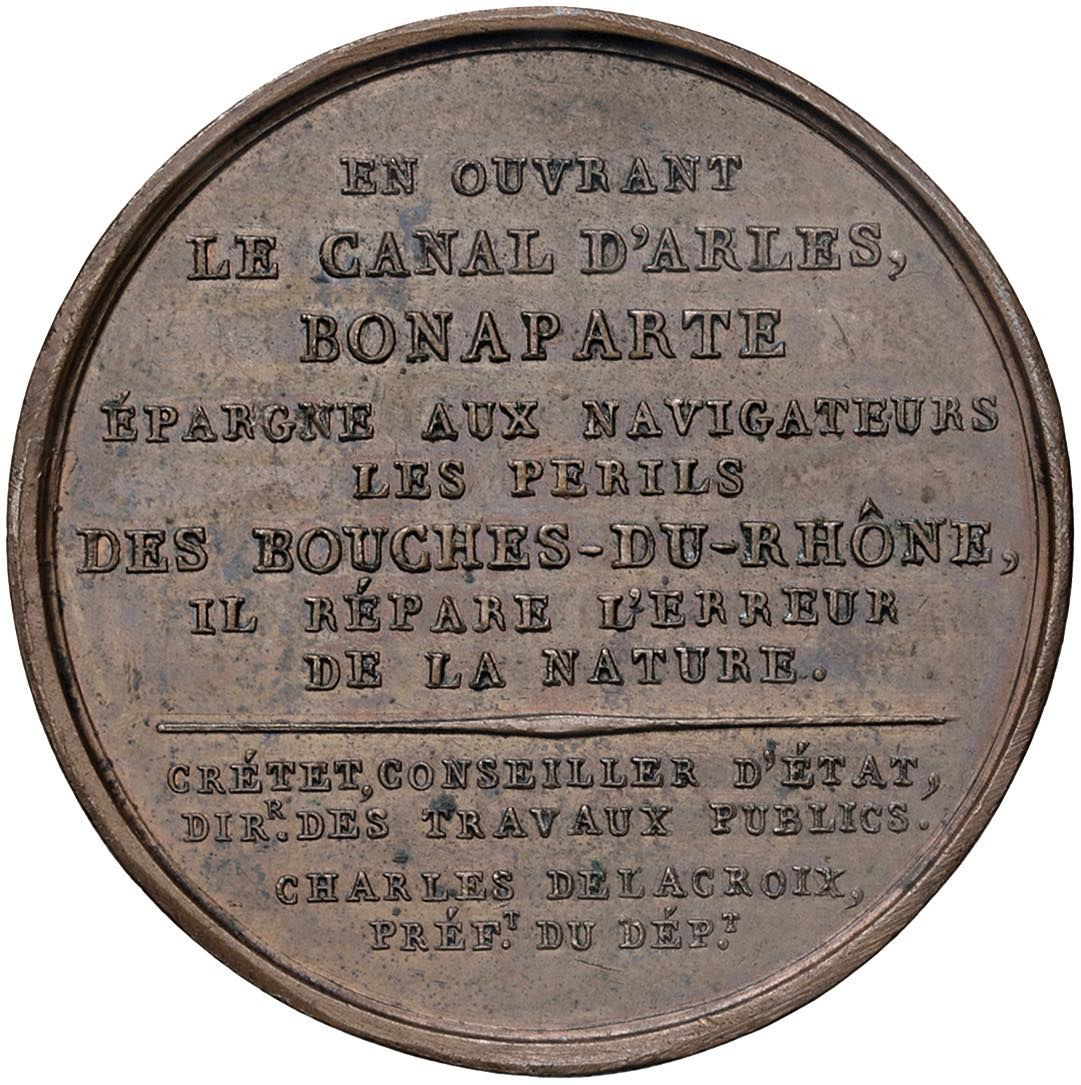 EN OUVRANT
LE CANAL D'ARLES,
BONAPARTE
ÉPARGNE AUX NAVIGATEURS
LES PERILS
DES BOUCHES-DU-RHÔNE,
IL RÉPARE L'ERREUR
DE LA NATURE.
CRÉTET, CONSEILLER D'ÉTAT,
DIR.R DES TRAVAUX PUBLICS.
CHARLES DELACROIX,
PRÉF.T DU DÉP.T